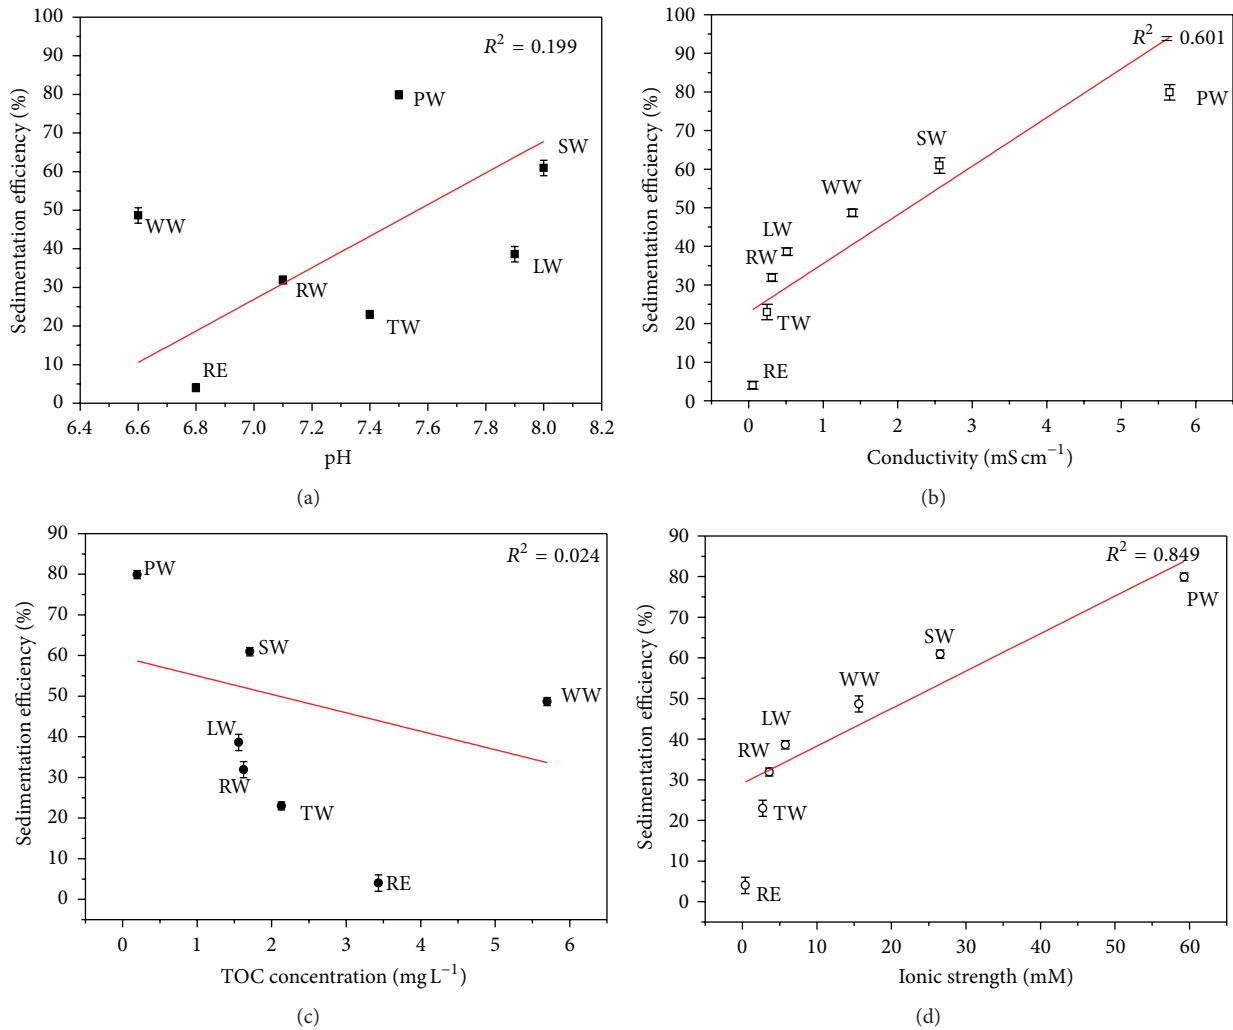 100
90
80
70
60
50
40
30
20
10
0
Sedimentation efficiency (%)
R² = 0.199
PW
SW
WW
LW
RW
TW
RE
6.4 6.6 6.8 7.0 7.2 7.4 7.6 7.8 8.0 8.2
pH
(a)
100
90
80
70
60
50
40
30
20
10
0
Sedimentation efficiency (%)
R² = 0.601
PW
SW
WW
LW
RW
TW
RE
0 1 2 3 4 5 6
Conductivity (mS cm⁻¹)
(b)
90
80
70
60
50
40
30
20
10
0
Sedimentation efficiency (%)
R² = 0.024
PW
SW
WW
LW
RW
TW
RE
0 1 2 3 4 5 6
TOC concentration (mg L⁻¹)
(c)
90
80
70
60
50
40
30
20
10
0
Sedimentation efficiency (%)
R² = 0.849
PW
SW
WW
LW
RW
TW
RE
0 10 20 30 40 50 60
Ionic strength (mM)
(d)